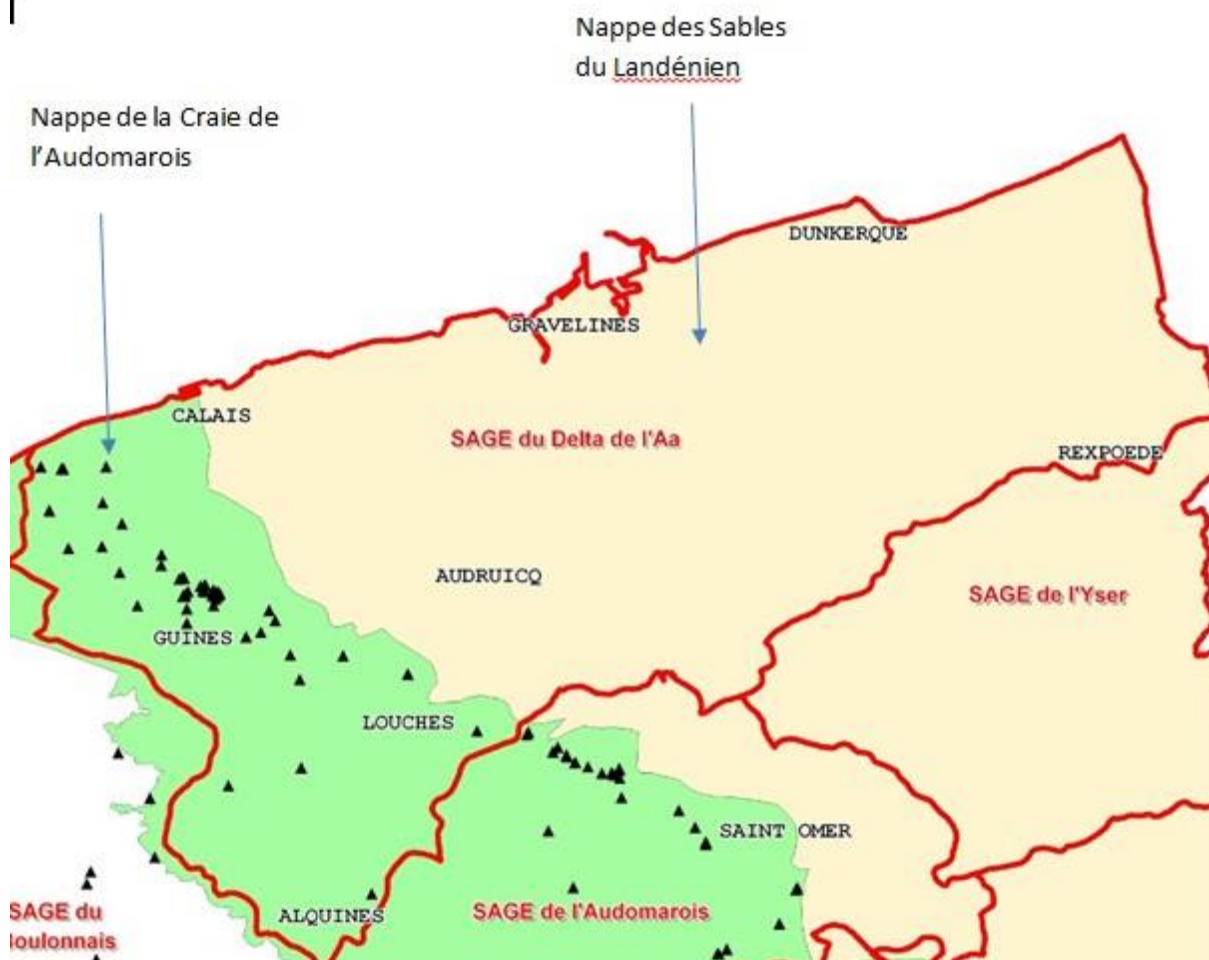 Nappe des Sables
du Landénien
Nappe de la Craie de
l'Audomarois
DUNKERQUE
GRAVELINES
CALAIS
SAGE du Delta de l'Aa
REXPOEDE
AUDRUICQ
SAGE de l'Yser
GUINES
LOUCHES
SAINT OMER
ALQUINES
SAGE de l'Audomarois
SAGE du
oulonnais